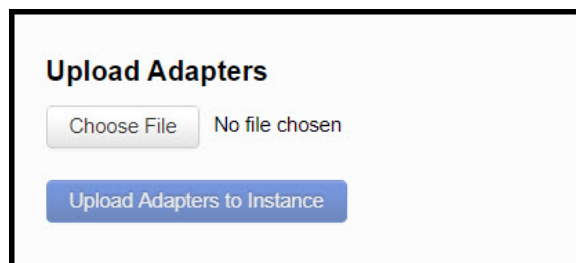 Upload Adapters
Choose File No file chosen
Upload Adapters to Instance